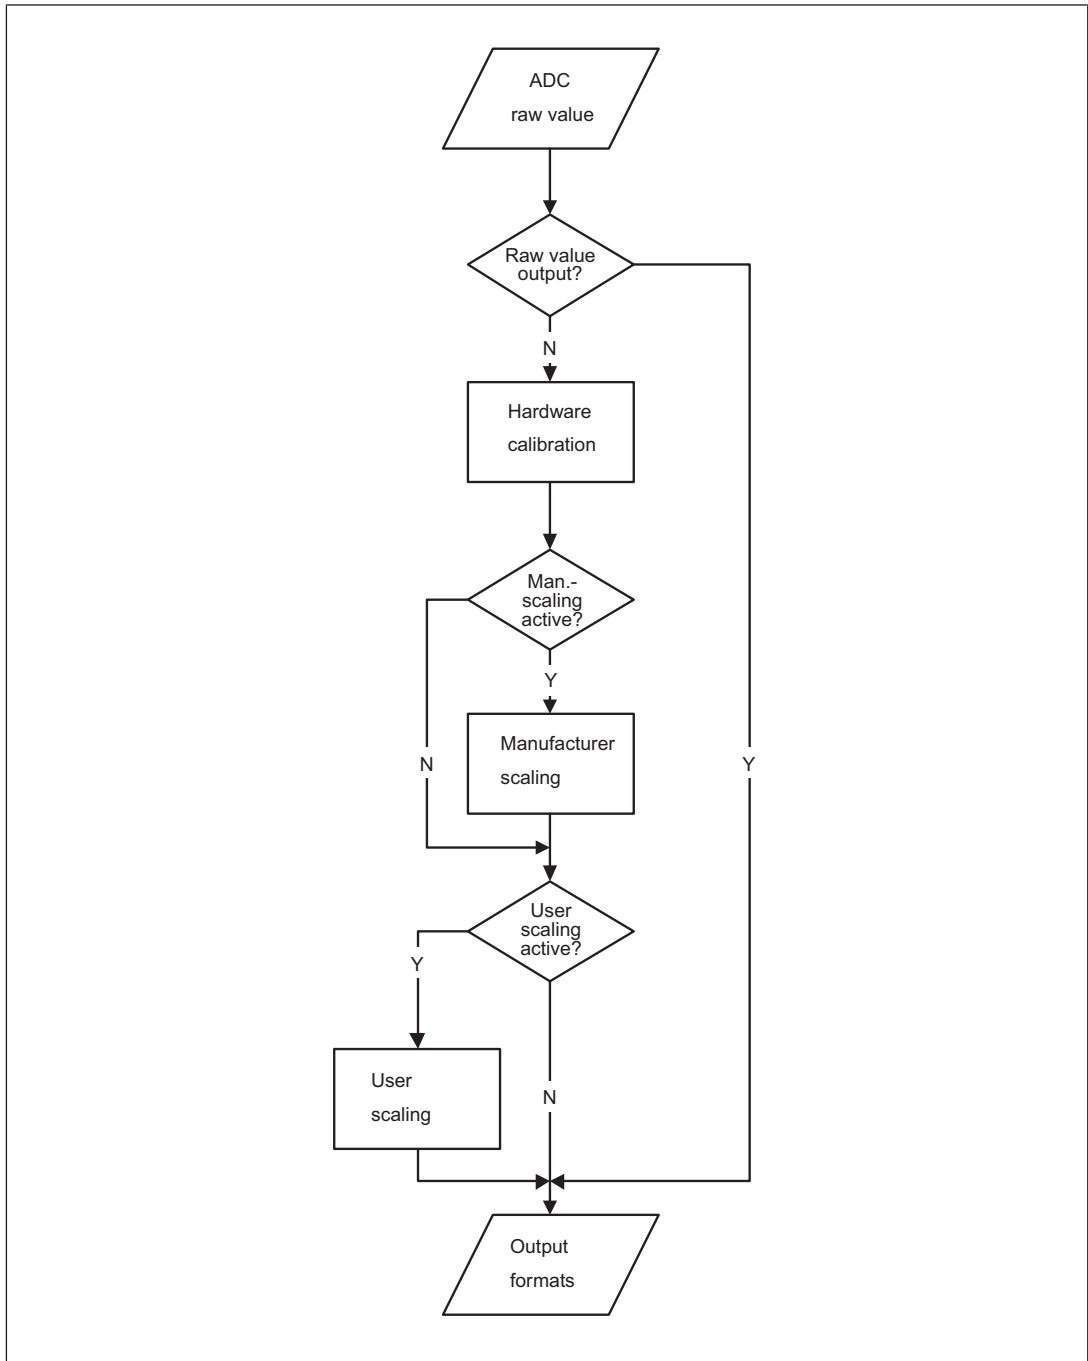 ADC
raw value
Raw value
output?
N
Hardware
calibration
Man.-
scaling
active?
Y
Manufacturer
scaling
N
Y
User
scaling
active?
Y
User
scaling
N
Output
formats